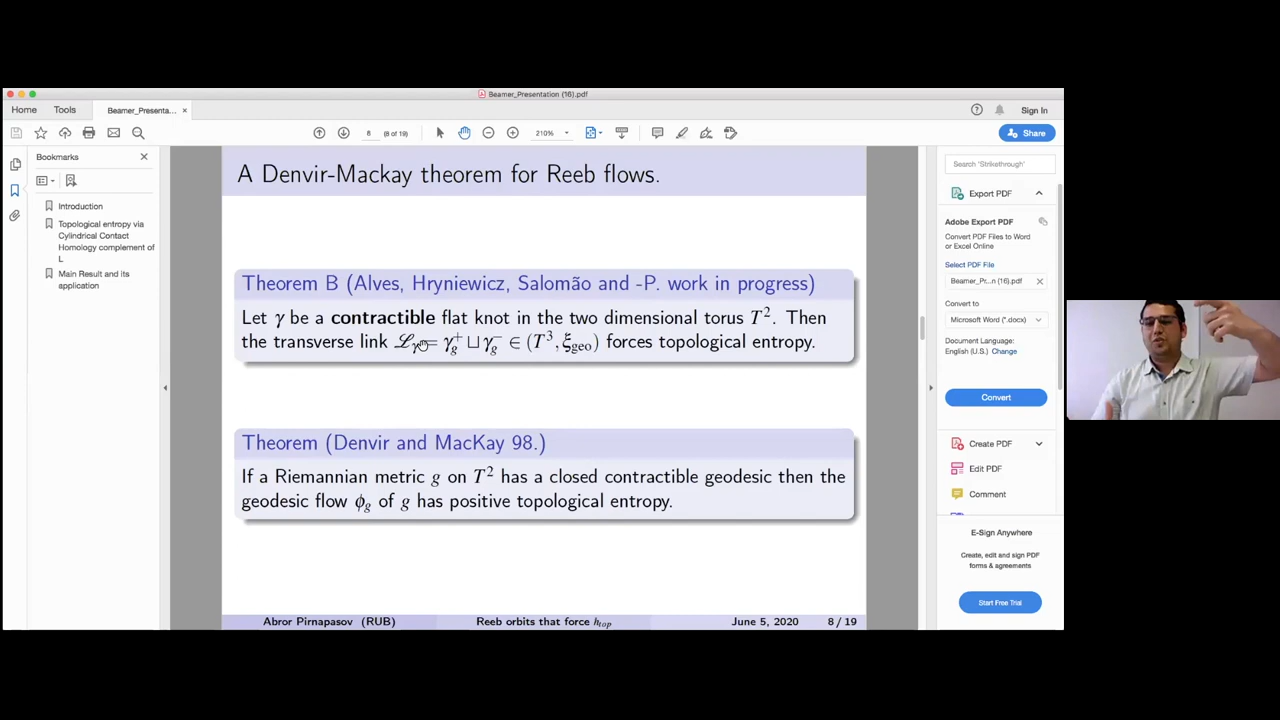 Beamer_Presentation (16).pdf
Home
Tools
Beamer_Presenta...
Sign In
8
(8 of 19)
210%
Share
Bookmarks
Introduction
Topological entropy via
Cylindrical Contact
Homology complement of
L
Main Result and its
application
A Denvir-Mackay theorem for Reeb flows.
Theorem B (Alves, Hryniewicz, Salomão and -P. work in progress)
Let γ be a contractible flat knot in the two dimensional torus T². Then
the transverse link ℒγ = γ_g^+ ⊔ γ_g^- ∈ (T³, ξ_geo) forces topological entropy.
Theorem (Denvir and MacKay 98.)
If a Riemannian metric g on T² has a closed contractible geodesic then the
geodesic flow ϕ_g of g has positive topological entropy.
Abror Pirnapasov (RUB)
Reeb orbits that force h_top
June 5, 2020
8 / 19
Search "Strikethrough"
Export PDF
Adobe Export PDF
Convert PDF Files to Word
or Excel Online
Select PDF File
Beamer_Pr...n (16).pdf
Convert to
Microsoft Word (*.docx)
Document Language:
English (U.S.) Change
Convert
Create PDF
Edit PDF
Comment
E-Sign Anywhere
Create, edit and sign PDF
forms & agreements
Start Free Trial